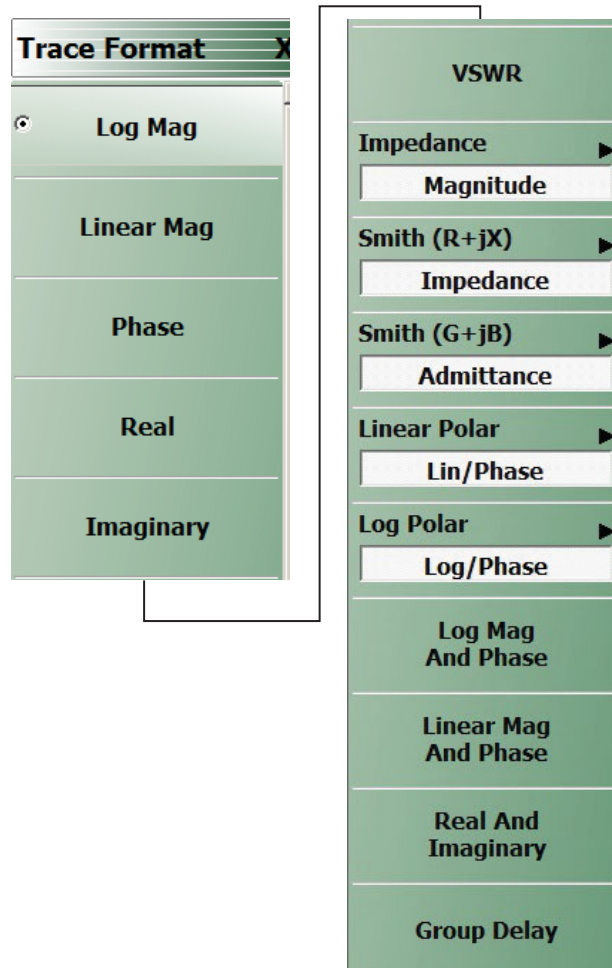 Trace Format X
Log Mag
Linear Mag
Phase
Real
Imaginary
VSWR
Impedance
Magnitude
Smith (R+jX)
Impedance
Smith (G+jB)
Admittance
Linear Polar
Lin/Phase
Log Polar
Log/Phase
Log Mag
And Phase
Linear Mag
And Phase
Real And
Imaginary
Group Delay